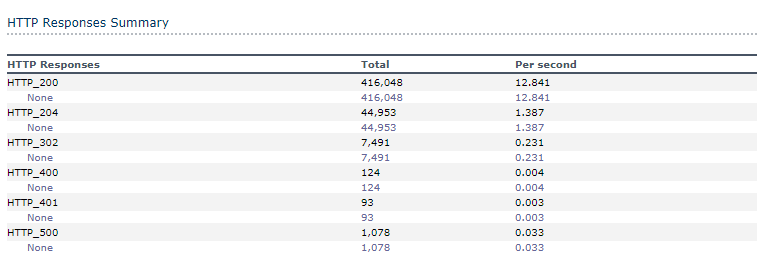 HTTP Responses Summary
HTTP Responses Total Per second
HTTP_200 416,048 12.841
None 416,048 12.841
HTTP_204 44,953 1.387
None 44,953 1.387
HTTP_302 7,491 0.231
None 7,491 0.231
HTTP_400 124 0.004
None 124 0.004
HTTP_401 93 0.003
None 93 0.003
HTTP_500 1,078 0.033
None 1,078 0.033